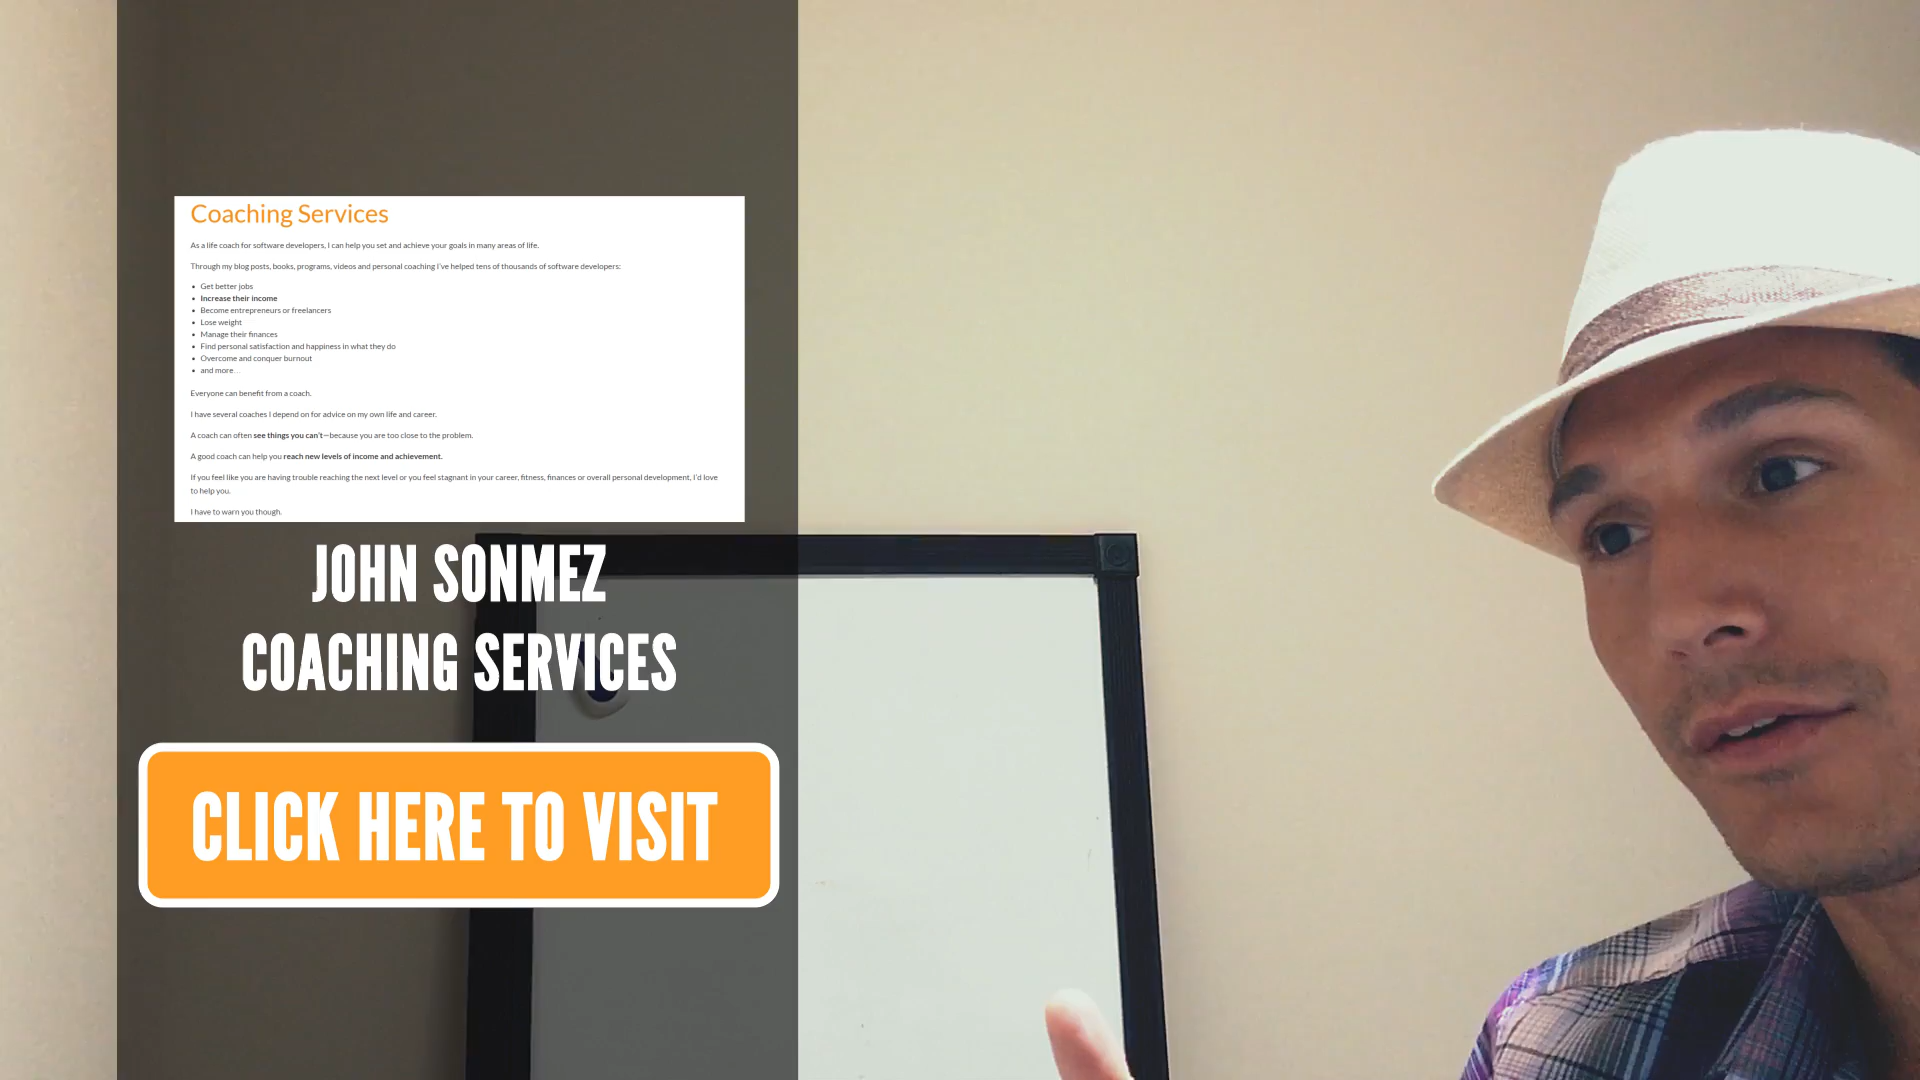 Coaching Services
As a life coach for software developers, I can help you set and achieve your goals in many areas of life.
Through my blog posts, books, programs, videos and personal coaching I've helped tens of thousands of software developers:
• Get better jobs
• Increase their income
• Become entrepreneurs or freelancers
• Lose weight
• Manage their finances
• Find personal satisfaction and happiness in what they do
• Overcome and conquer burnout
• and more…
Everyone can benefit from a coach.
I have several coaches I depend on for advice on my own life and career.
A coach can often see things you can't—because you are too close to the problem.
A good coach can help you reach new levels of income and achievement.
If you feel like you are having trouble reaching the next level or you feel stagnant in your career, fitness, finances or overall personal development, I'd love
to help you.
I have to warn you though.
JOHN SONMEZ
COACHING SERVICES
CLICK HERE TO VISIT